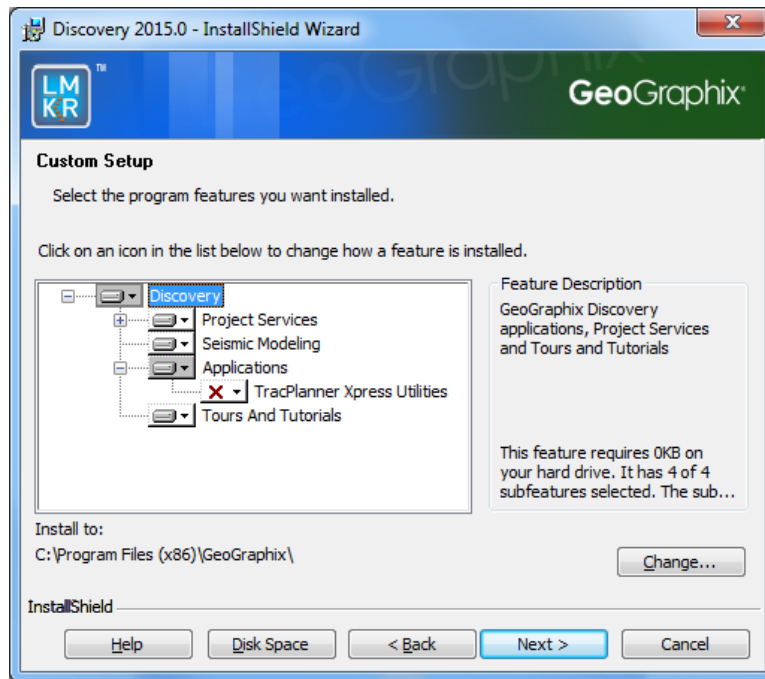 Discovery 2015.0 - InstallShield Wizard
LM
KR
TM
GeoGraphix
GeoGraphix
Custom Setup
Select the program features you want installed.
Click on an icon in the list below to change how a feature is installed.
Discovery
Project Services
Seismic Modeling
Applications
TracPlanner Xpress Utilities
Tours And Tutorials
Feature Description
GeoGraphix Discovery
applications, Project Services
and Tours and Tutorials
This feature requires 0KB on
your hard drive. It has 4 of 4
subfeatures selected. The sub...
Install to:
C:\Program Files (x86)\GeoGraphix\
Change...
InstallShield
Help
Disk Space
< Back
Next >
Cancel